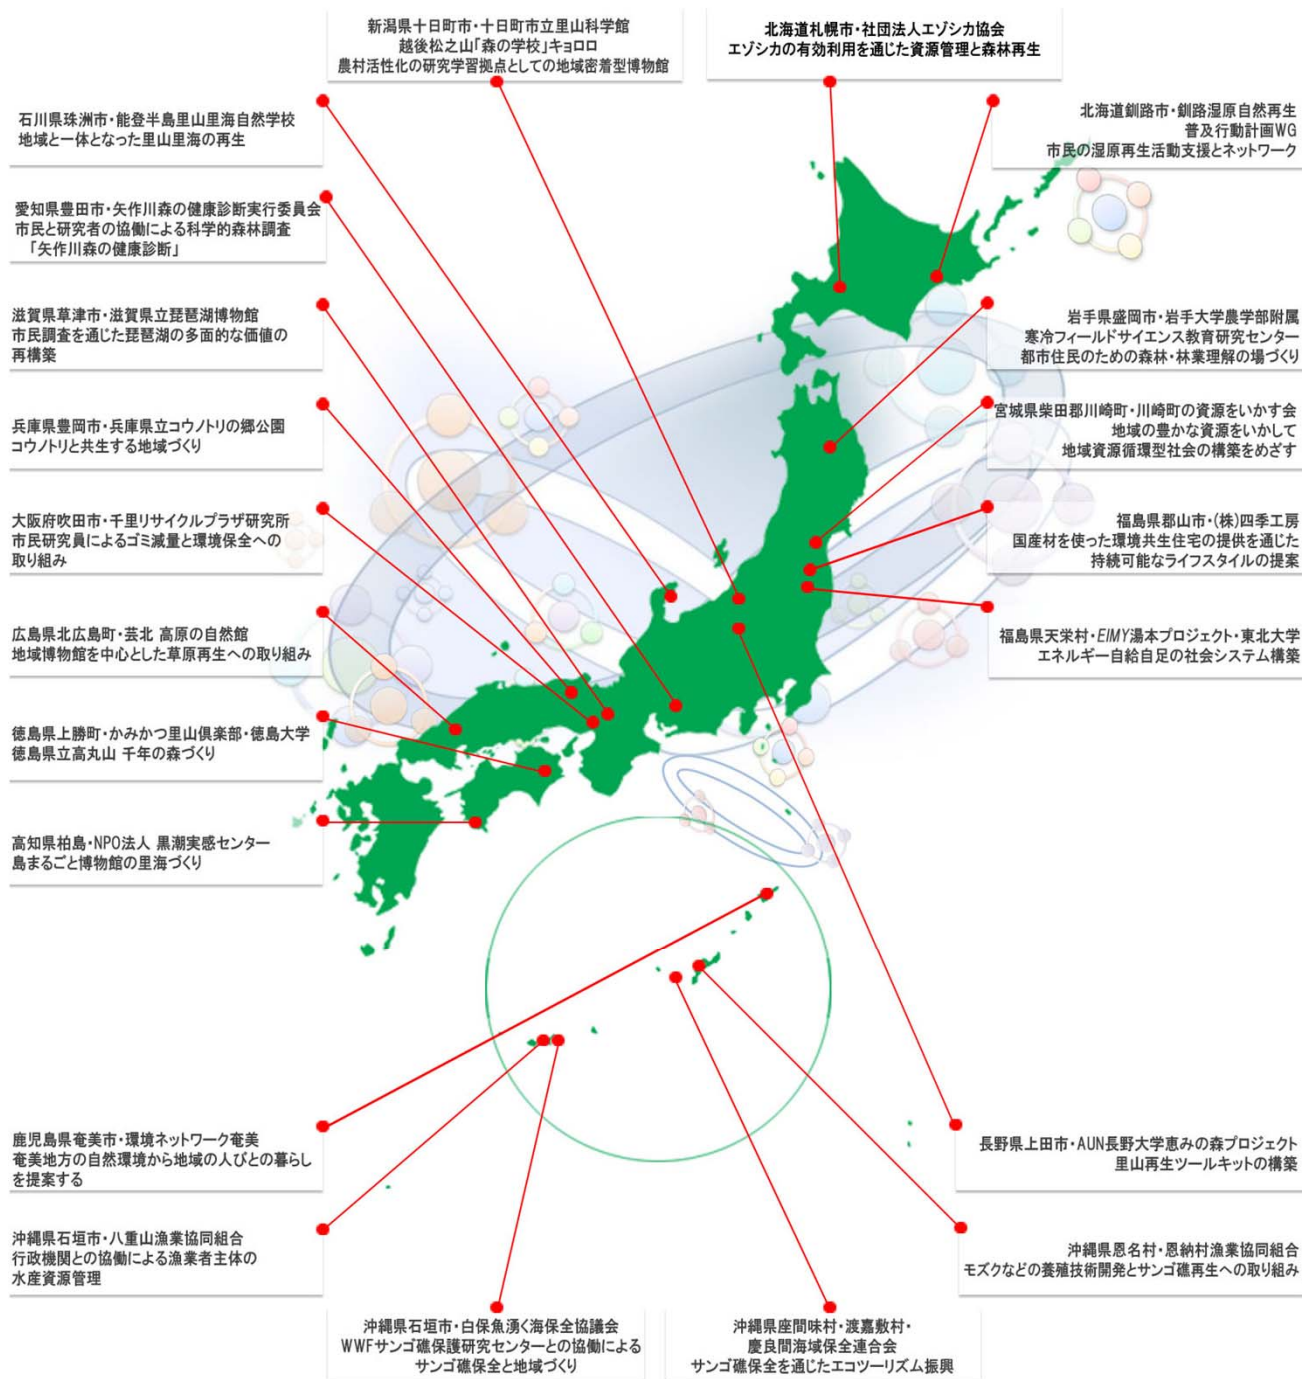 新潟県十日町市・十日町市立里山科学館
越後松之山「森の学校」キョロロ
農村活性化の研究学習拠点としての地域密着型博物館
北海道札幌市・社団法人エゾシカ協会
エゾシカの有効利用を通じた資源管理と森林再生
石川県珠洲市・能登半島里山里海自然学校
地域と一体となった里山里海の再生
北海道釧路市・釧路湿原自然再生
普及行動計画WG
市民の湿原再生活動支援とネットワーク
愛知県豊田市・矢作川森の健康診断実行委員会
市民と研究者の協働による科学的森林調査
「矢作川森の健康診断」
滋賀県草津市・滋賀県立琵琶湖博物館
市民調査を通じた琵琶湖の多面的な価値の
再構築
岩手県盛岡市・岩手大学農学部附属
寒冷フィールドサイエンス教育研究センター
都市住民のための森林・林業理解の場づくり
兵庫県豊岡市・兵庫県立コウノトリの郷公園
コウノトリと共生する地域づくり
宮城県柴田郡川崎町・川崎町の資源をいかす会
地域の豊かな資源をいかして
地域資源循環型社会の構築をめざす
大阪府吹田市・千里リサイクルプラザ研究所
市民研究員によるゴミ減量と環境保全への
取り組み
福島県郡山市・(株)四季工房
国産材を使った環境共生住宅の提供を通じた
持続可能なライフスタイルの提案
広島県北広島町・芸北 高原の自然館
地域博物館を中心とした草原再生への取り組み
福島県天栄村・EIMY湯本プロジェクト・東北大学
エネルギー自給自足の社会システム構築
徳島県上勝町・かみかつ里山倶楽部・徳島大学
徳島県立高丸山 千年の森づくり
高知県柏島・NPO法人 黒潮実感センター
島まるごと博物館の里海づくり
鹿児島県奄美市・環境ネットワーク奄美
奄美地方の自然環境から地域の人びとの暮らし
を提案する
長野県上田市・AUN長野大学恵みの森プロジェクト
里山再生ツールキットの構築
沖縄県石垣市・八重山漁業協同組合
行政機関との協働による漁業者主体の
水産資源管理
沖縄県恩名村・恩納村漁業協同組合
モズクなどの養殖技術開発とサンゴ礁再生への取り組み
沖縄県石垣市・白保魚湧く海保全協議会
WWFサンゴ礁保護研究センターとの協働による
サンゴ礁保全と地域づくり
沖縄県座間味村・渡嘉敷村・
慶良間海域保全連合会
サンゴ礁保全を通じたエコツーリズム振興